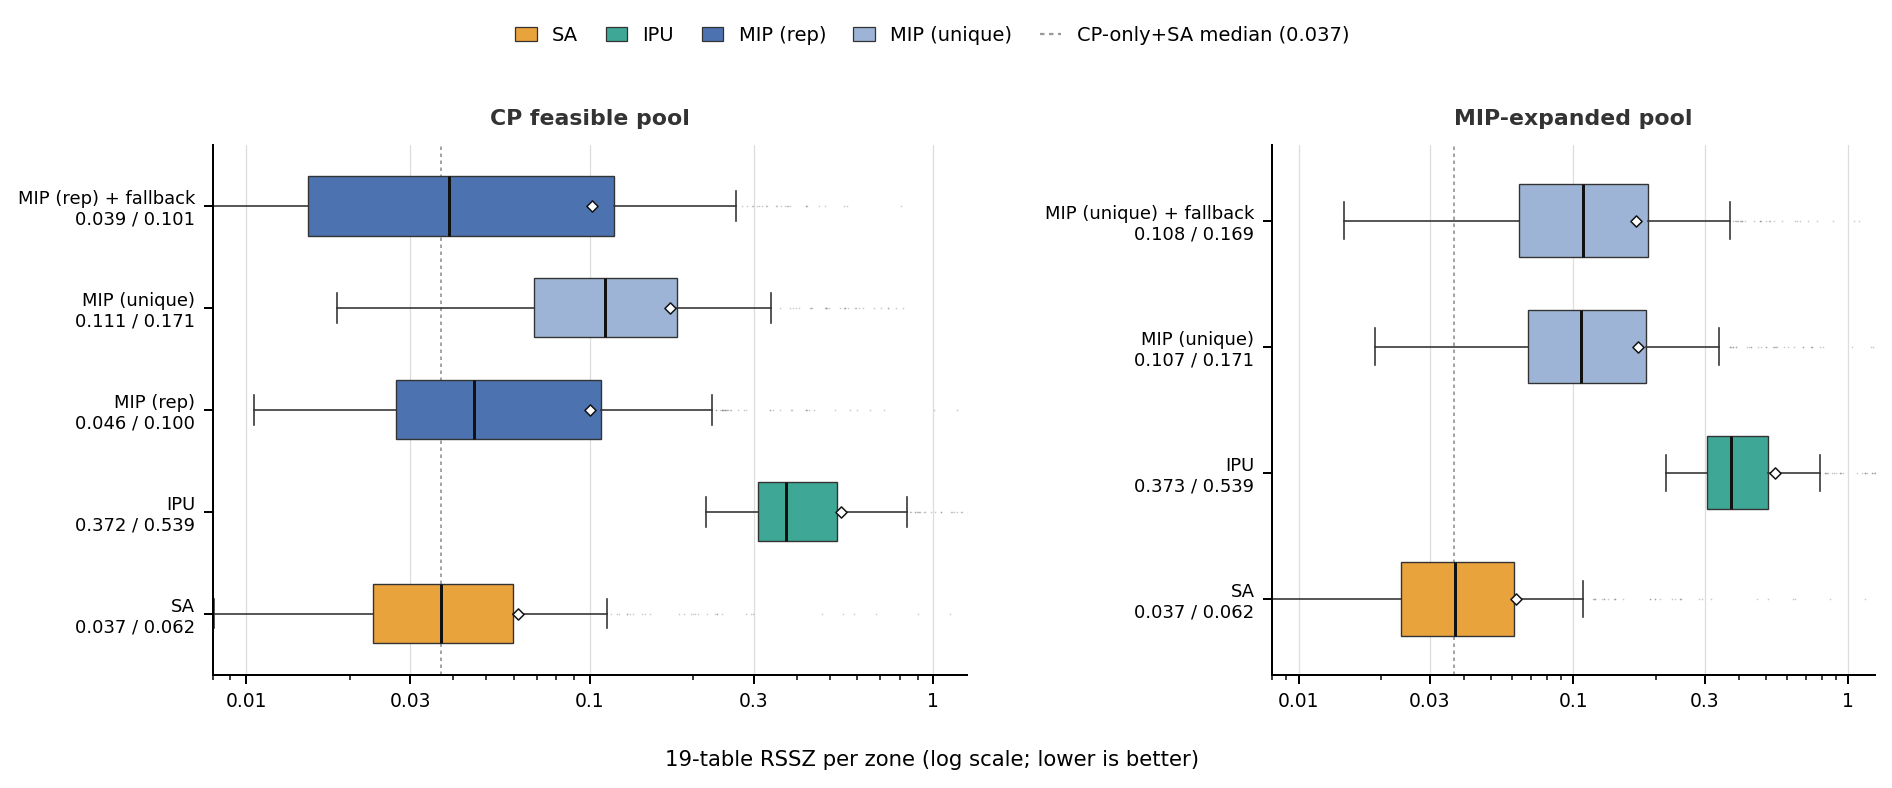 SA IPU MIP (rep) MIP (unique) CP-only+SA median (0.037)
CP feasible pool
MIP (rep) + fallback
0.039 / 0.101
MIP (unique)
0.111 / 0.171
MIP (rep)
0.046 / 0.100
IPU
0.372 / 0.539
SA
0.037 / 0.062
0.01 0.03 0.1 0.3 1
MIP-expanded pool
MIP (unique) + fallback
0.108 / 0.169
MIP (unique)
0.107 / 0.171
IPU
0.373 / 0.539
SA
0.037 / 0.062
0.01 0.03 0.1 0.3 1
19-table RSSZ per zone (log scale; lower is better)